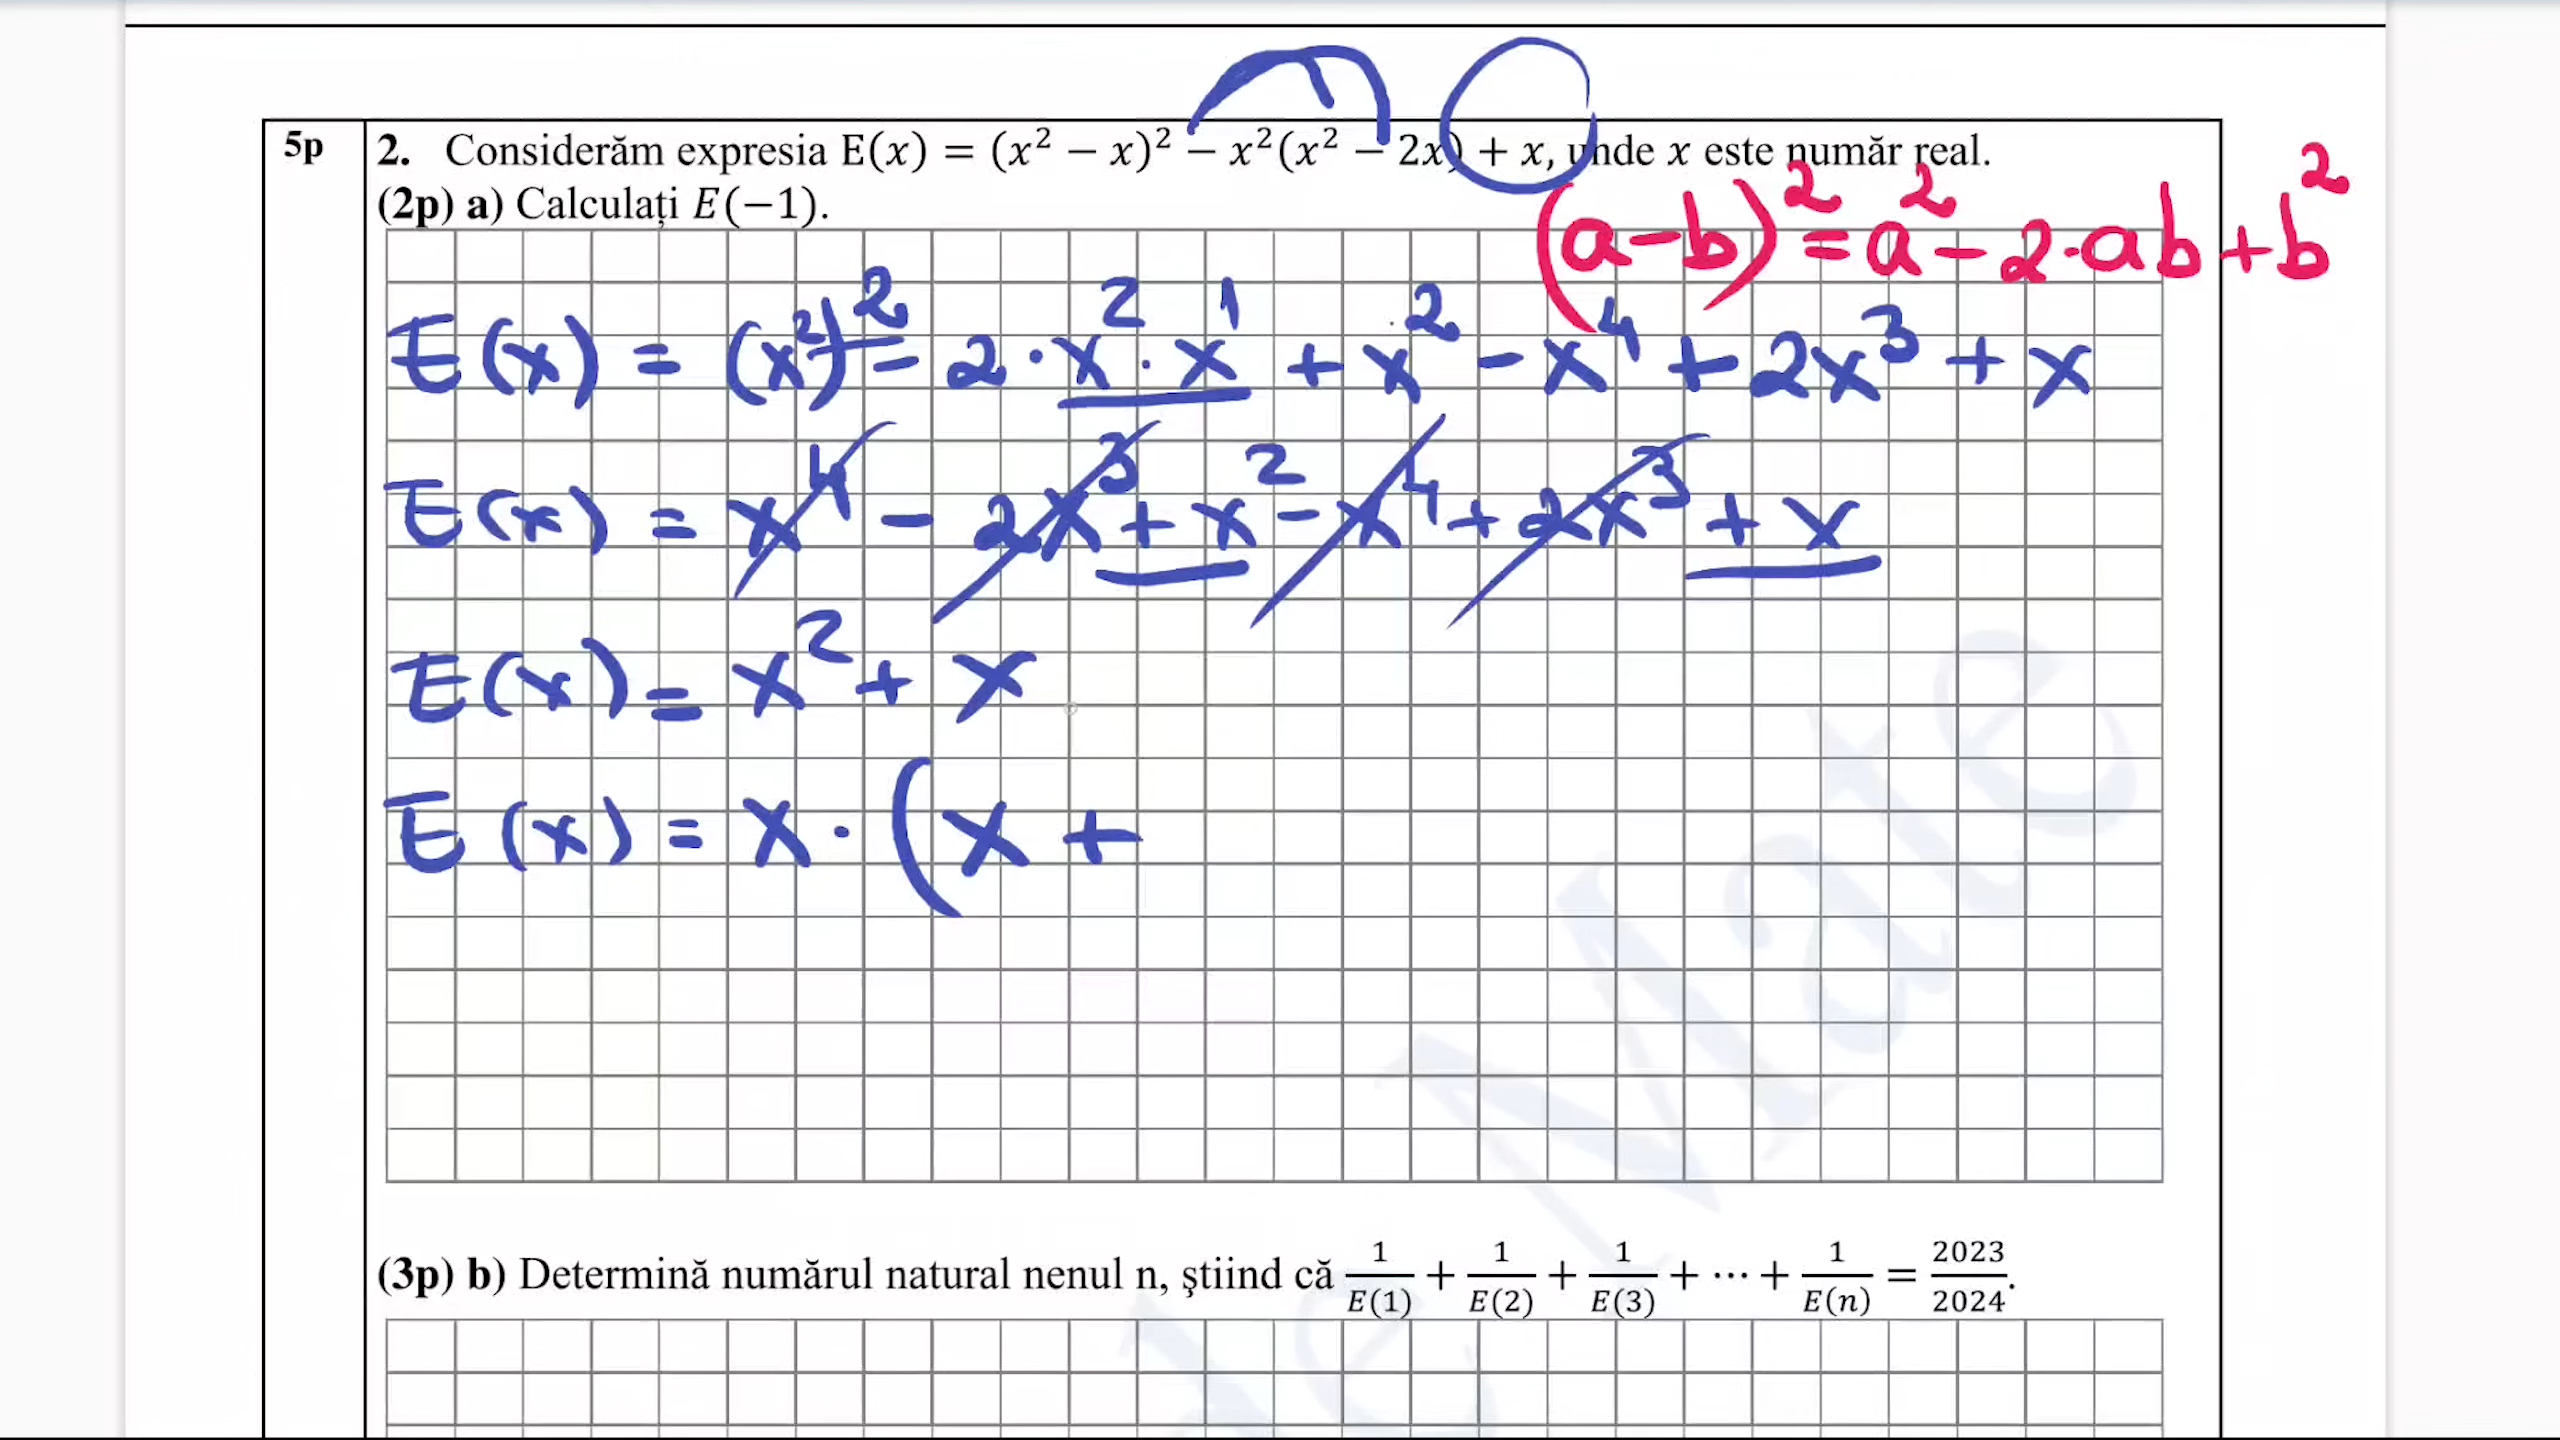 5p
2. Considerăm expresia E(x) = (x² − x)² − x²(x² − 2x) + x, unde x este număr real.
(2p) a) Calculați E(−1).
(a-b)² = a² - 2·ab + b²
E(x) = (x²)² - 2·x²·x¹ + x² - x⁴ + 2x³ + x
E(x) = x⁴ - 2x³ + x² - x⁴ + 2x³ + x
E(x) = x² + x
E(x) = x·(x +
(3p) b) Determină numărul natural nenul n, ştiind că 1/E(1) + 1/E(2) + 1/E(3) + ⋯ + 1/E(n) = 2023/2024.
Mate